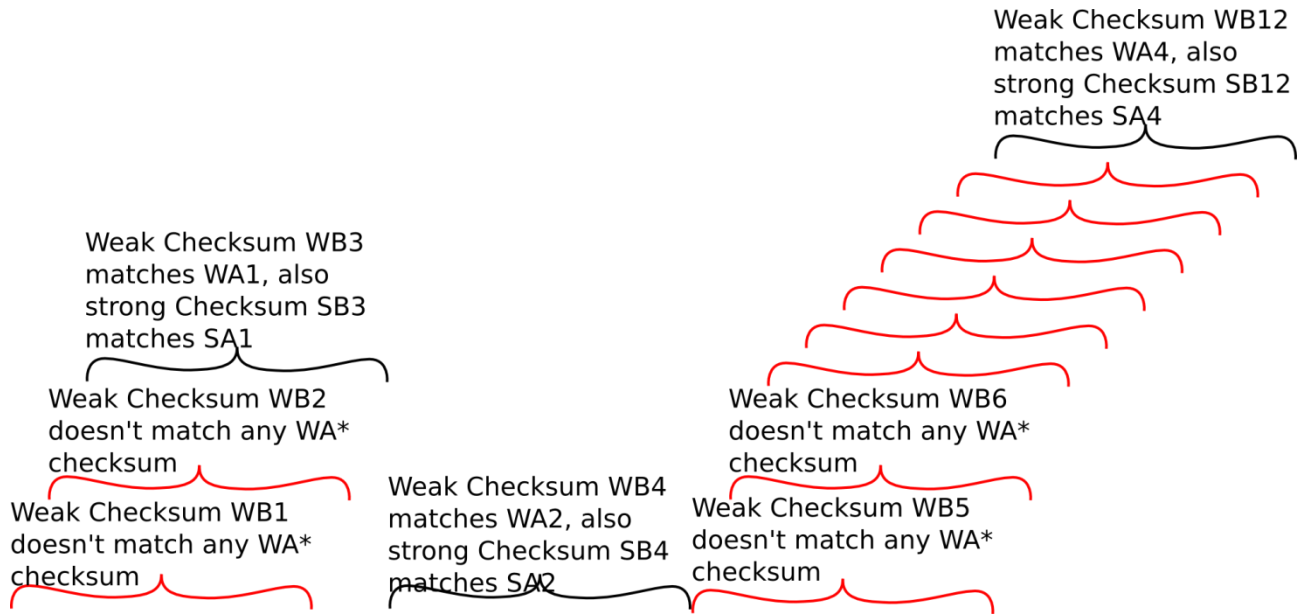 Weak Checksum WB12
matches WA4, also
strong Checksum SB12
matches SA4
Weak Checksum WB3
matches WA1, also
strong Checksum SB3
matches SA1
Weak Checksum WB2
doesn't match any WA*
checksum
Weak Checksum WB1
doesn't match any WA*
checksum
Weak Checksum WB4
matches WA2, also
strong Checksum SB4
matches SA2
Weak Checksum WB6
doesn't match any WA*
checksum
Weak Checksum WB5
doesn't match any WA*
checksum